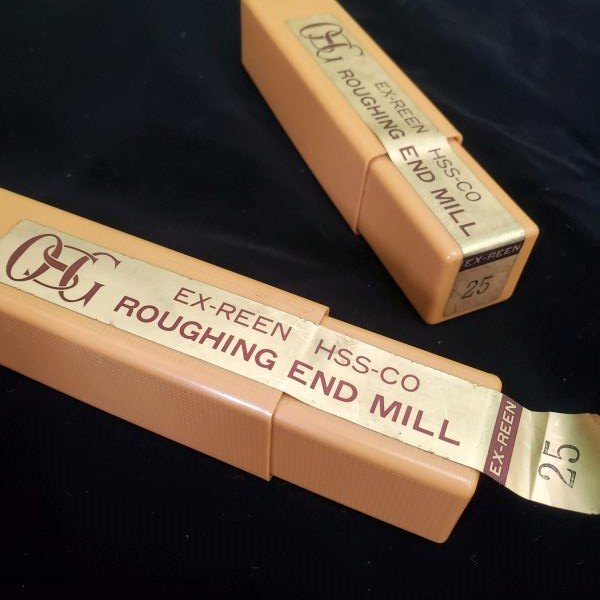 OSG
EX-REEN HSS-CO
ROUGHING END MILL
EX-REEN
25
OSG
EX-REEN HSS-CO
ROUGHING END MILL
EX-REEN
25